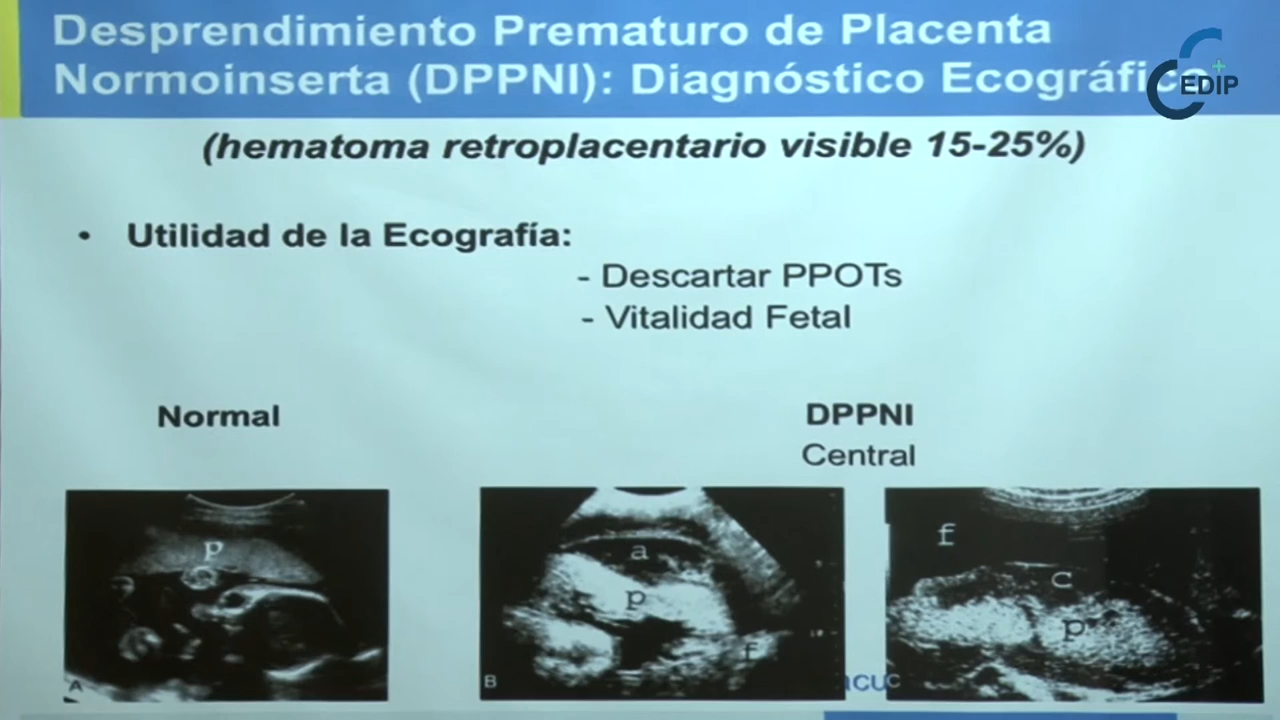 Desprendimiento Prematuro de Placenta
Normoinserta (DPPNI): Diagnóstico Ecográfico
EDIP
(hematoma retroplacentario visible 15-25%)
• Utilidad de la Ecografía:
- Descartar PPOTs
- Vitalidad Fetal
Normal
DPPNI
Central
p
A
a
p
f
B
f
c
p
C